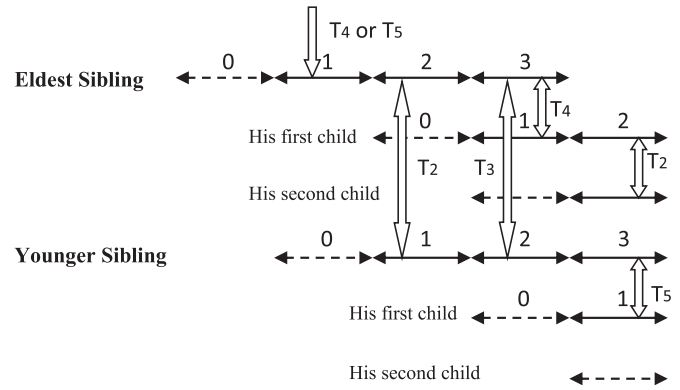 T4 or T5
0 1 2 3
Eldest Sibling
T4
His first child 0 1 2
T2 T3 T2
His second child
0 1 2 3
Younger Sibling
T5
His first child 0 1
His second child